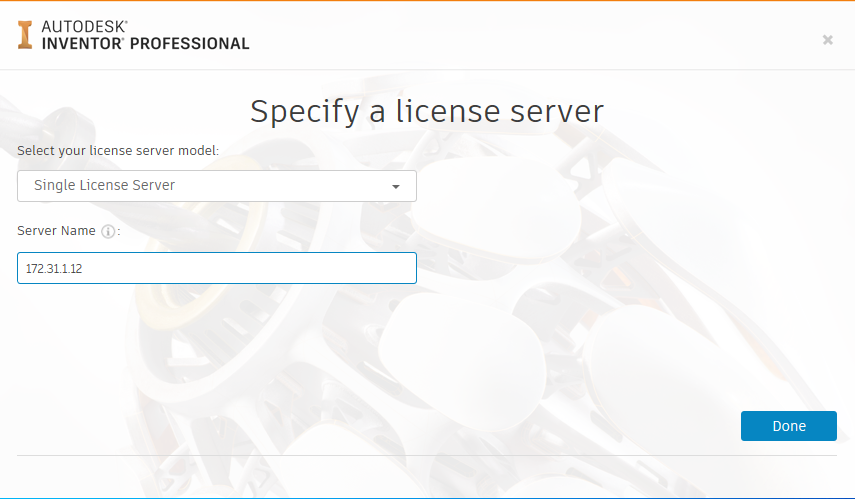 AUTODESK®
INVENTOR® PROFESSIONAL
Specify a license server
Select your license server model:
Single License Server
Server Name :
172.31.1.12
Done